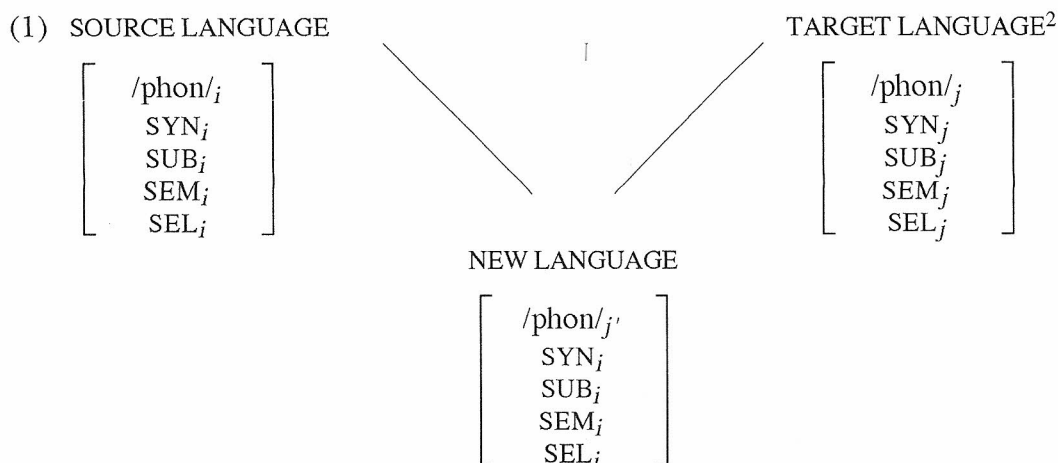 (1) SOURCE LANGUAGE
/phon/i
SYNi
SUBi
SEMi
SELi
TARGET LANGUAGE²
/phon/j
SYNj
SUBj
SEMj
SELj
NEW LANGUAGE
/phon/j'
SYNi
SUBi
SEMi
SELi